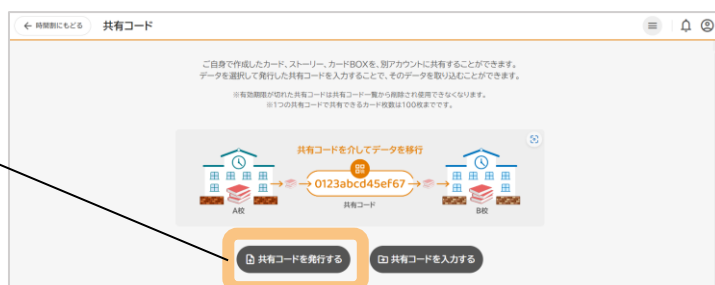 ← 時間割にもどる 共有コード
ご自身で作成したカード、ストーリー、カードBOXを、別アカウントに共有することができます。
データを選択して発行した共有コードを入力することで、そのデータを取り込むことができます。
※有効期限が切れた共有コードは共有コード一覧から削除され使用できなくなります。
※1つの共有コードで共有できるカード枚数は100枚までです。
共有コードを介してデータを移行
0123abcd45ef67
共有コード
A校
B校
共有コードを発行する
共有コードを入力する